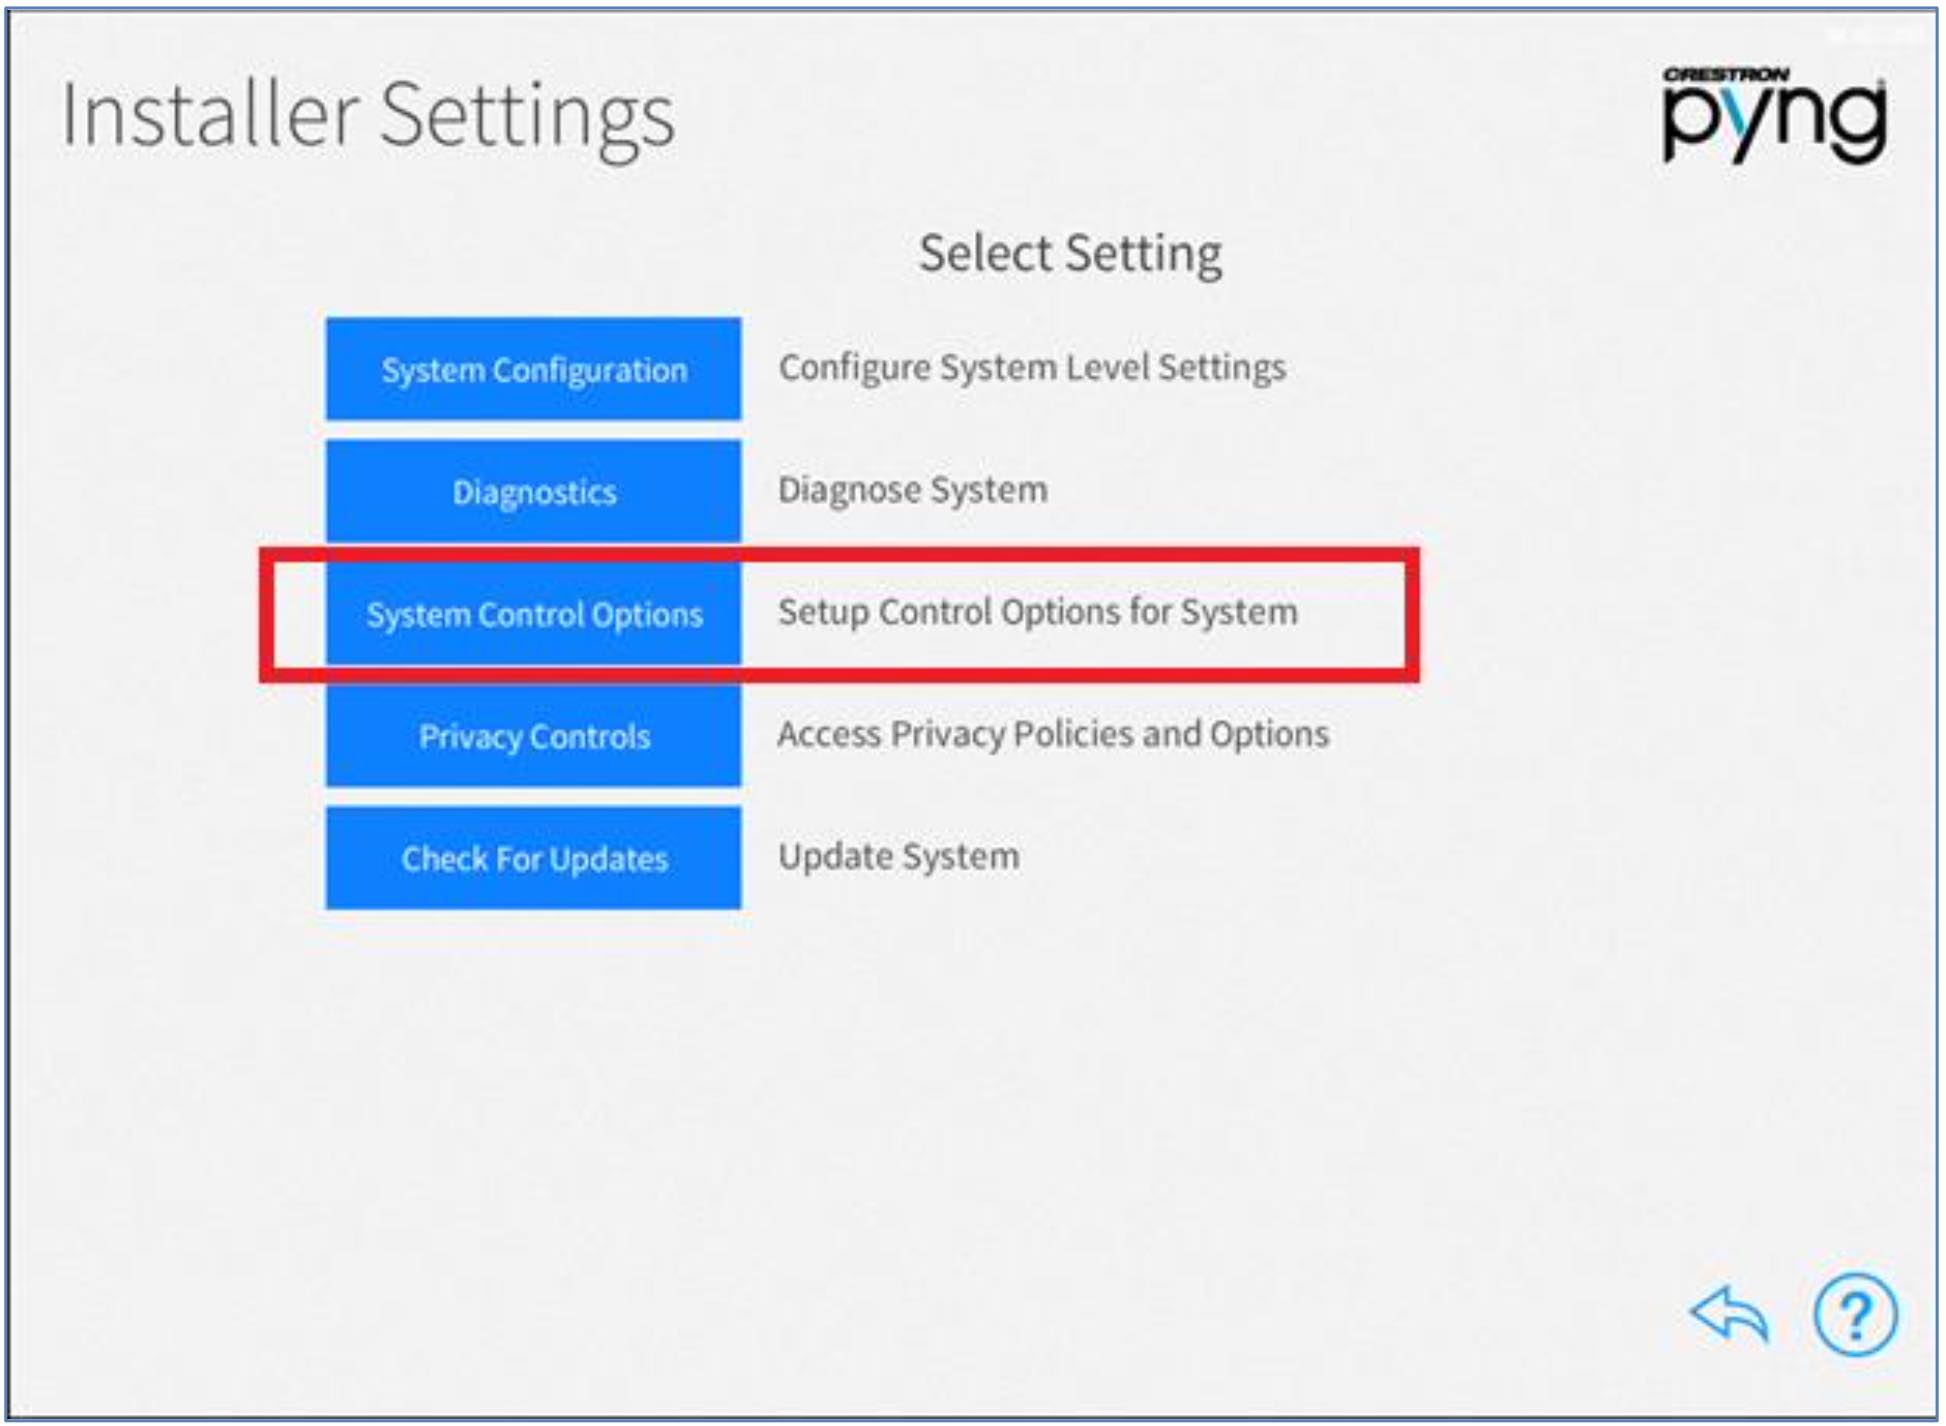 Installer Settings
CRESTRON
pyng
Select Setting
System Configuration
Configure System Level Settings
Diagnostics
Diagnose System
System Control Options
Setup Control Options for System
Privacy Controls
Access Privacy Policies and Options
Check For Updates
Update System
?